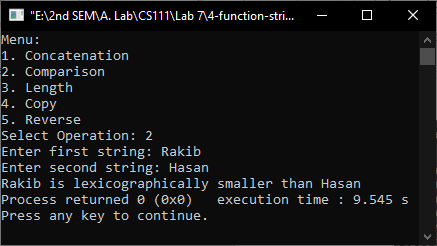 "E:\2nd SEM\A. Lab\CS111\Lab 7\4-function-stri...
Menu:
1. Concatenation
2. Comparison
3. Length
4. Copy
5. Reverse
Select Operation: 2
Enter first string: Rakib
Enter second string: Hasan
Rakib is lexicographically smaller than Hasan
Process returned 0 (0x0)   execution time : 9.545 s
Press any key to continue.